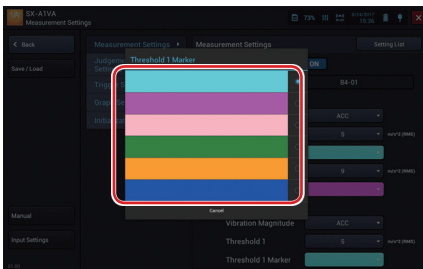 SX-A1VA
Measurement Settings
73%
10:36
Back
Measurement Settings
Measurement Settings
Setting List
Save / Load
Threshold 1 Marker
ON
B4-01
ACC
S
m/s^2 (RMS)
S
m/s^2 (RMS)
Cancel
Manual
Vibration Magnitude
ACC
Input Settings
Threshold 1
S
m/s^2 (RMS)
Threshold 1 Marker